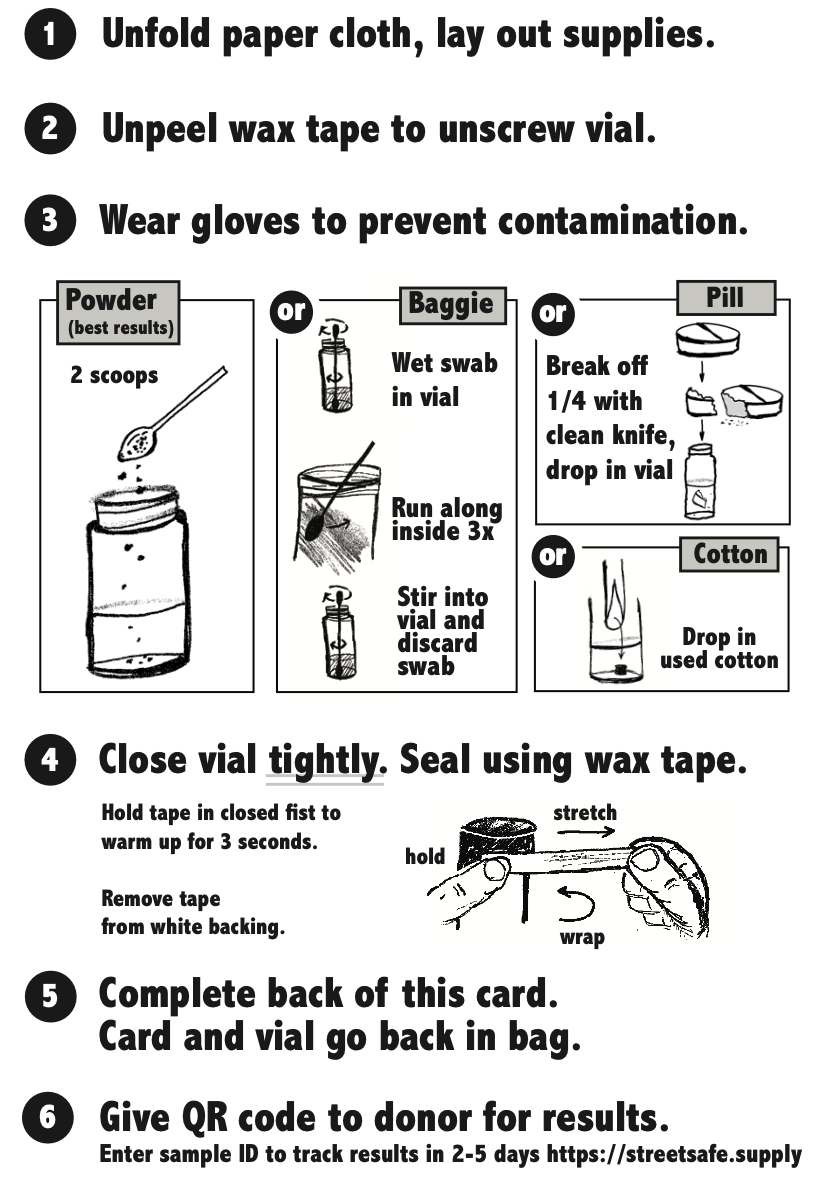 1 Unfold paper cloth, lay out supplies.
2 Unpeel wax tape to unscrew vial.
3 Wear gloves to prevent contamination.
Powder
(best results)
2 scoops
or
Baggie
Wet swab
in vial
Run along
inside 3x
Stir into
vial and
discard
swab
or
Pill
Break off
1/4 with
clean knife,
drop in vial
or
Cotton
Drop in
used cotton
4 Close vial tightly. Seal using wax tape.
Hold tape in closed fist to
warm up for 3 seconds.
Remove tape
from white backing.
hold
stretch
wrap
5 Complete back of this card.
Card and vial go back in bag.
6 Give QR code to donor for results.
Enter sample ID to track results in 2-5 days https://streetsafe.supply